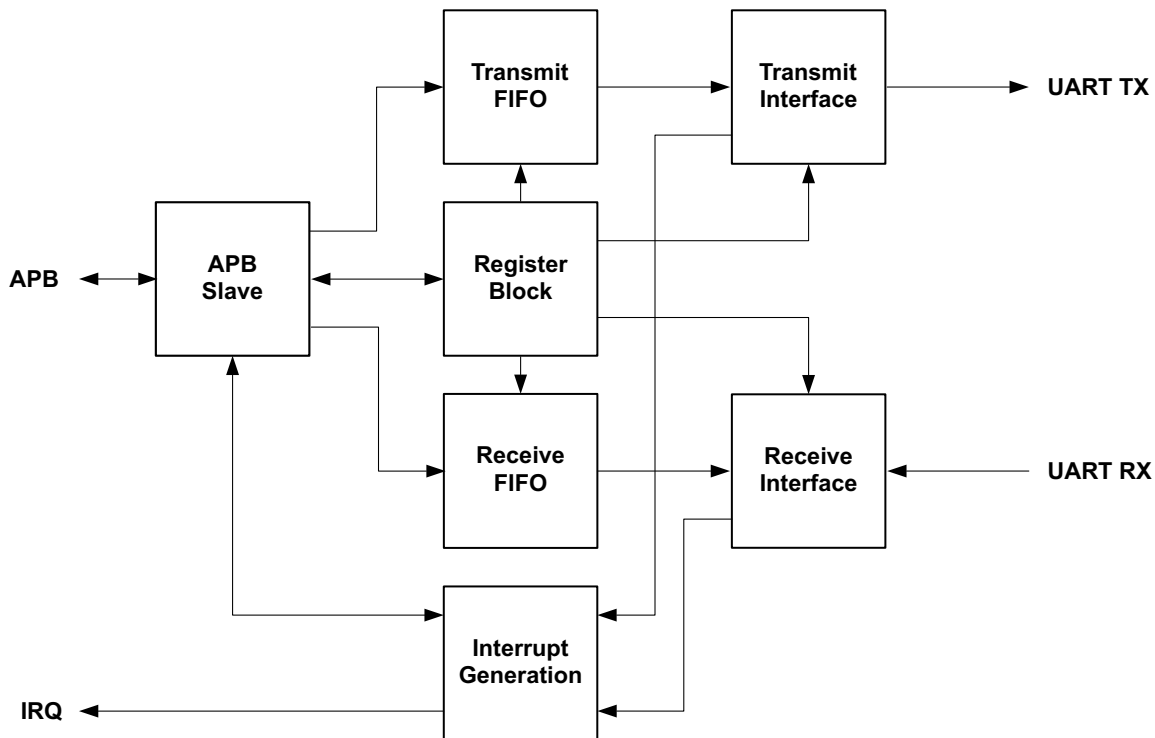 Transmit
FIFO
Transmit
Interface
UART TX
APB
APB
Slave
Register
Block
Receive
FIFO
Receive
Interface
UART RX
Interrupt
Generation
IRQ